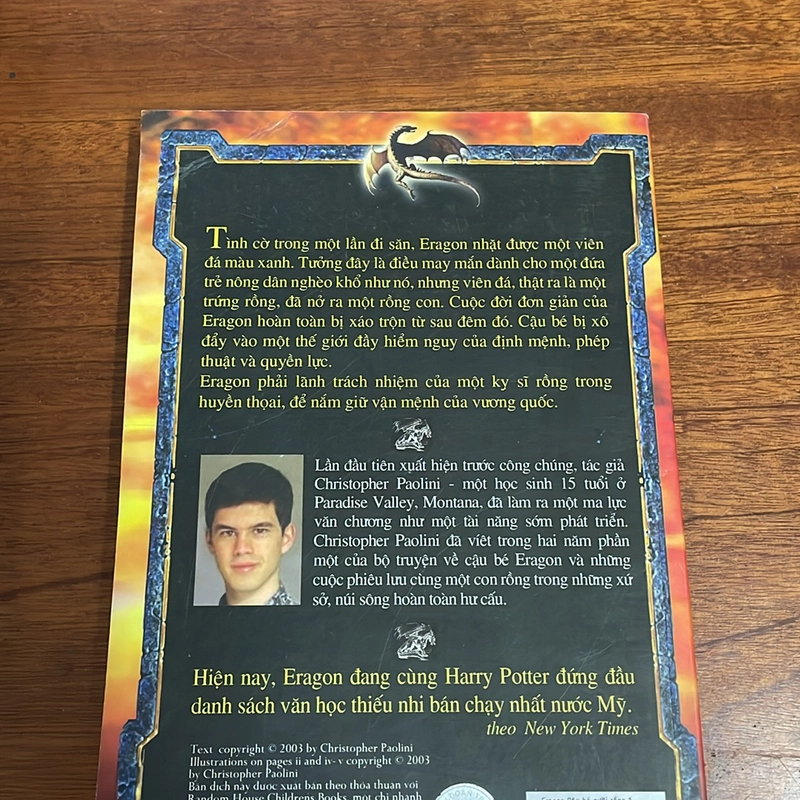 Tình cờ trong một lần đi săn, Eragon nhặt được một viên
đá màu xanh. Tưởng đây là điều may mắn dành cho một đứa
trẻ nông dân nghèo khổ như nó, nhưng viên đá, thật ra là một
trứng rồng, đã nở ra một rồng con. Cuộc đời đơn giản của
Eragon hoàn toàn bị xáo trộn từ sau đêm đó. Cậu bé bị xô
đẩy vào một thế giới đầy hiểm nguy của định mệnh, phép
thuật và quyền lực.
Eragon phải lãnh trách nhiệm của một kỵ sĩ rồng trong
huyền thoại, để nắm giữ vận mệnh của vương quốc.
Lần đầu tiên xuất hiện trước công chúng, tác giả
Christopher Paolini - một học sinh 15 tuổi ở
Paradise Valley, Montana, đã làm ra một ma lực
văn chương như một tài năng sớm phát triển.
Christopher Paolini đã viết trong hai năm phần
một của bộ truyện về cậu bé Eragon và những
cuộc phiêu lưu cùng một con rồng trong những xứ
sở, núi sông hoàn toàn hư cấu.
Hiện nay, Eragon đang cùng Harry Potter đứng đầu
danh sách văn học thiếu nhi bán chạy nhất nước Mỹ.
theo New York Times
Text copyright © 2003 by Christopher Paolini
Illustrations on pages ii and iv- v copyright © 2003
by Christopher Paolini
Bản dịch này được xuất bản theo thỏa thuận với
Random House Childrens Books, một chi nhánh